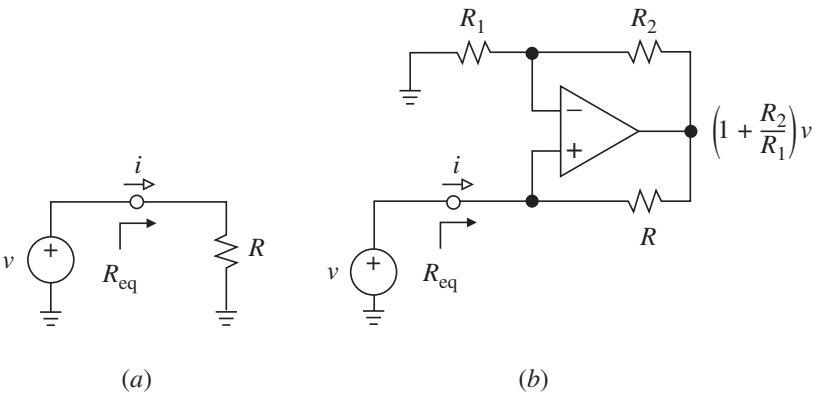 R1
R2
−
+
(1 + R2/R1) v
R
i
v
+
Req
R
i
v
+
Req
(a)
(b)